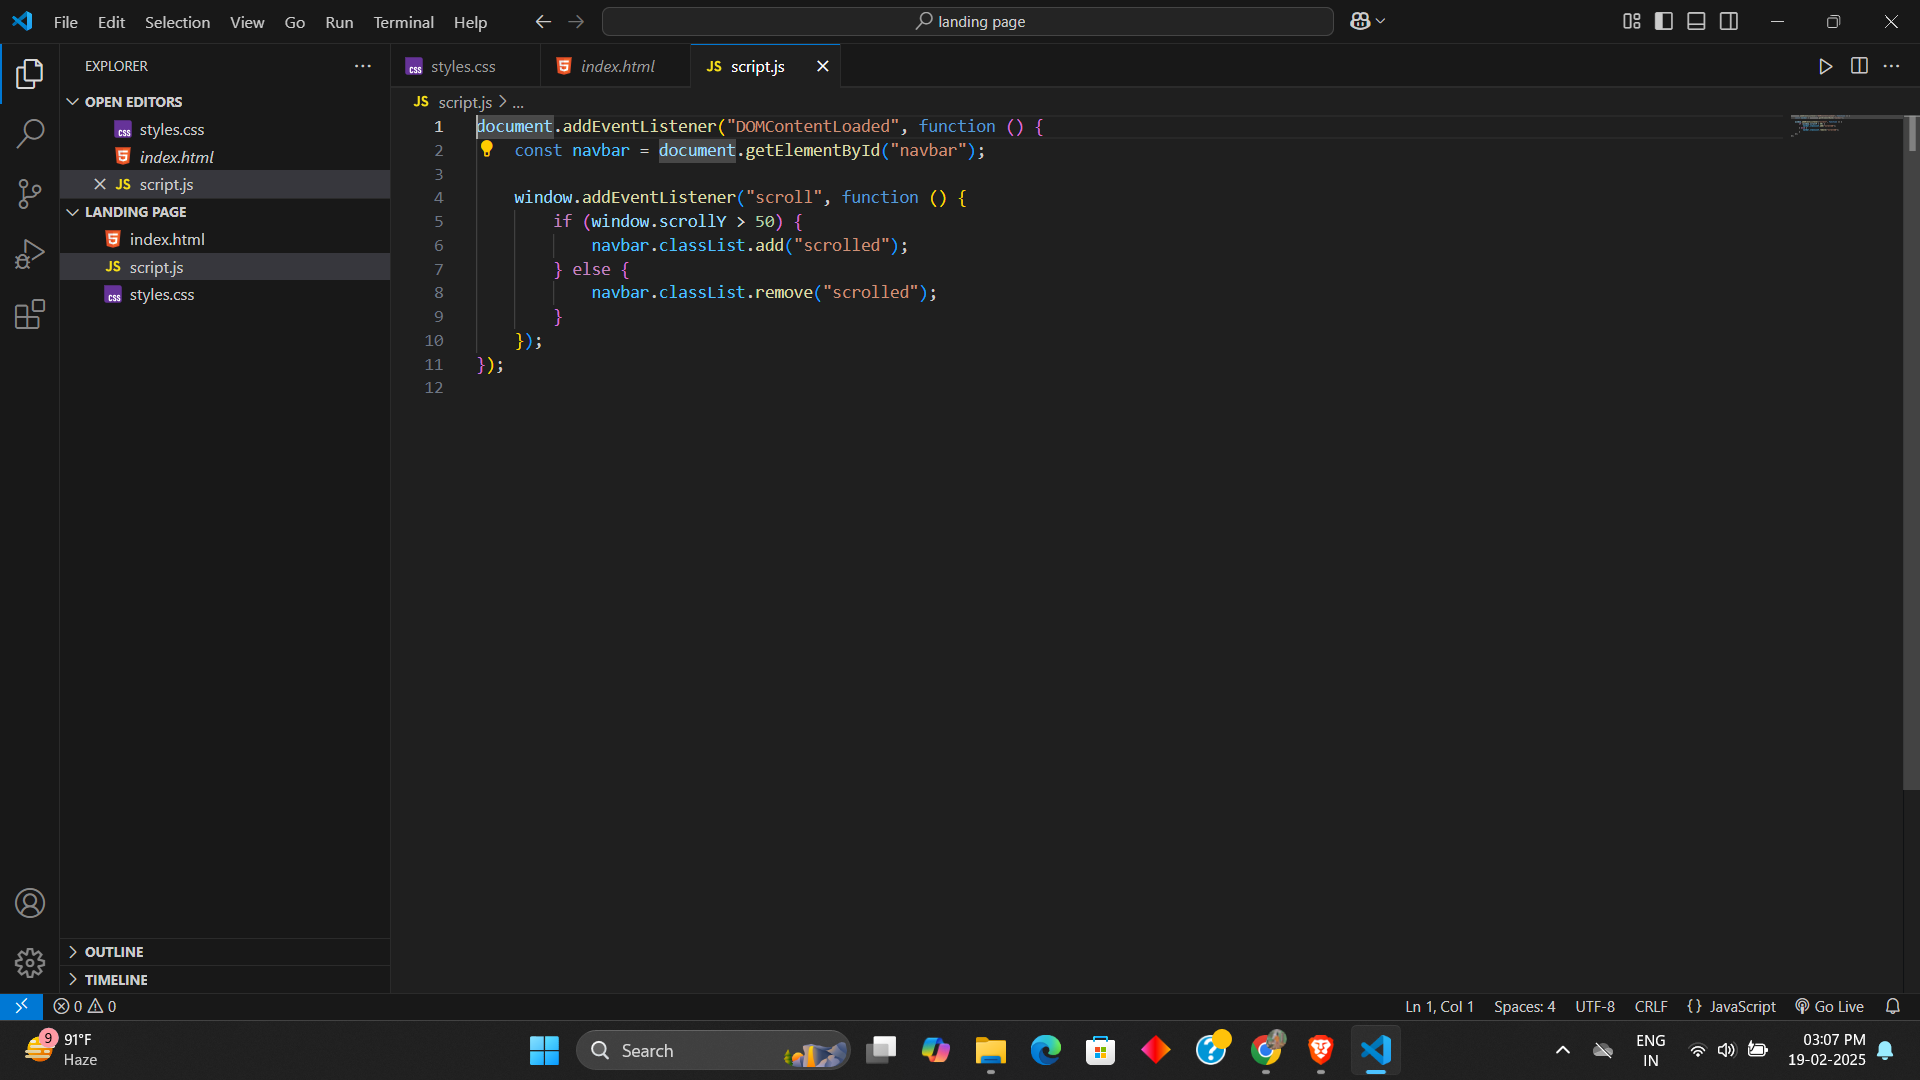 File Edit Selection View Go Run Terminal Help
landing page
EXPLORER
OPEN EDITORS
styles.css
index.html
JS script.js
LANDING PAGE
index.html
JS script.js
styles.css
OUTLINE
TIMELINE
styles.css
index.html
JS script.js
JS script.js > ...
1 document.addEventListener("DOMContentLoaded", function () {
2     const navbar = document.getElementById("navbar");
3
4     window.addEventListener("scroll", function () {
5         if (window.scrollY > 50) {
6             navbar.classList.add("scrolled");
7         } else {
8             navbar.classList.remove("scrolled");
9         }
10     });
11 });
12
0 0
Ln 1, Col 1 Spaces: 4 UTF-8 CRLF {} JavaScript Go Live
9
91°F
Haze
Search
ENG
IN
03:07 PM
19-02-2025